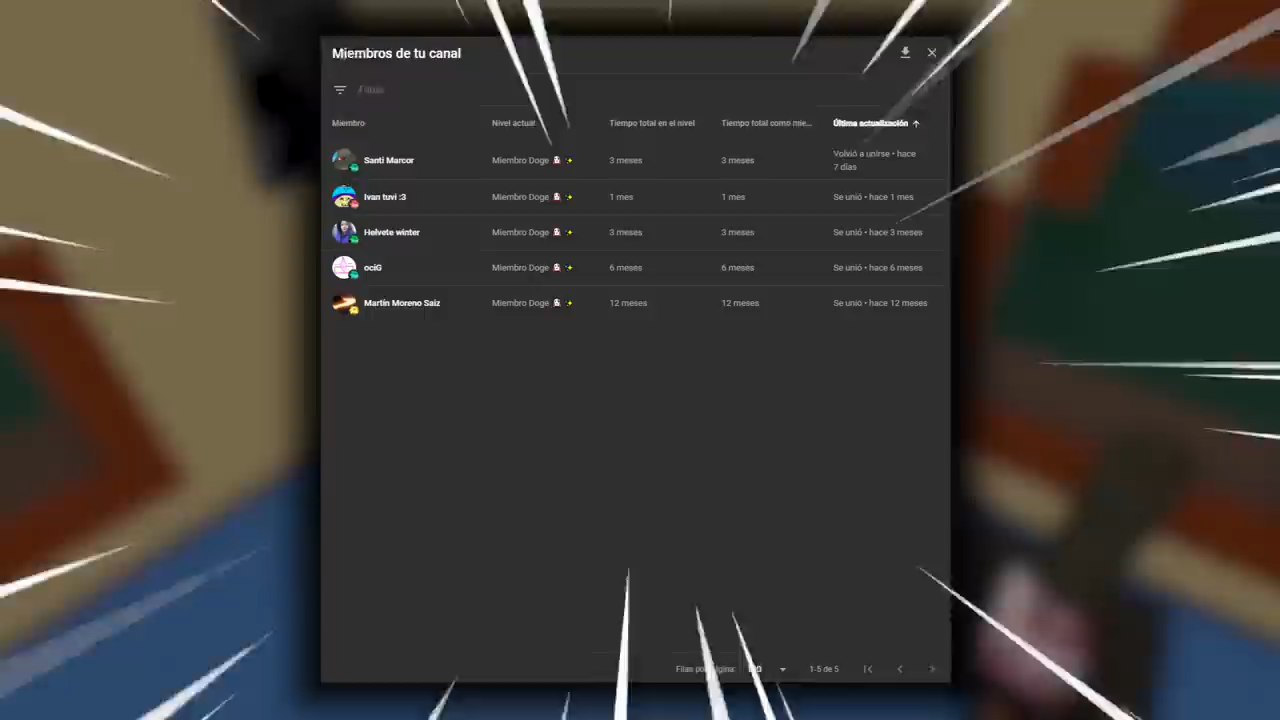 Miembros de tu canal
Filtrar
Miembro Nivel actual Tiempo total en el nivel Tiempo total como mie... Última actualización
Santi Marcor Miembro Doge 3 meses 3 meses Volvió a unirse • hace
7 días
Ivan tuvi :3 Miembro Doge 1 mes 1 mes Se unió • hace 1 mes
Helvete winter Miembro Doge 3 meses 3 meses Se unió • hace 3 meses
ociG Miembro Doge 6 meses 6 meses Se unió • hace 6 meses
Martín Moreno Saiz Miembro Doge 12 meses 12 meses Se unió • hace 12 meses
Filas por página: 1-5 de 5